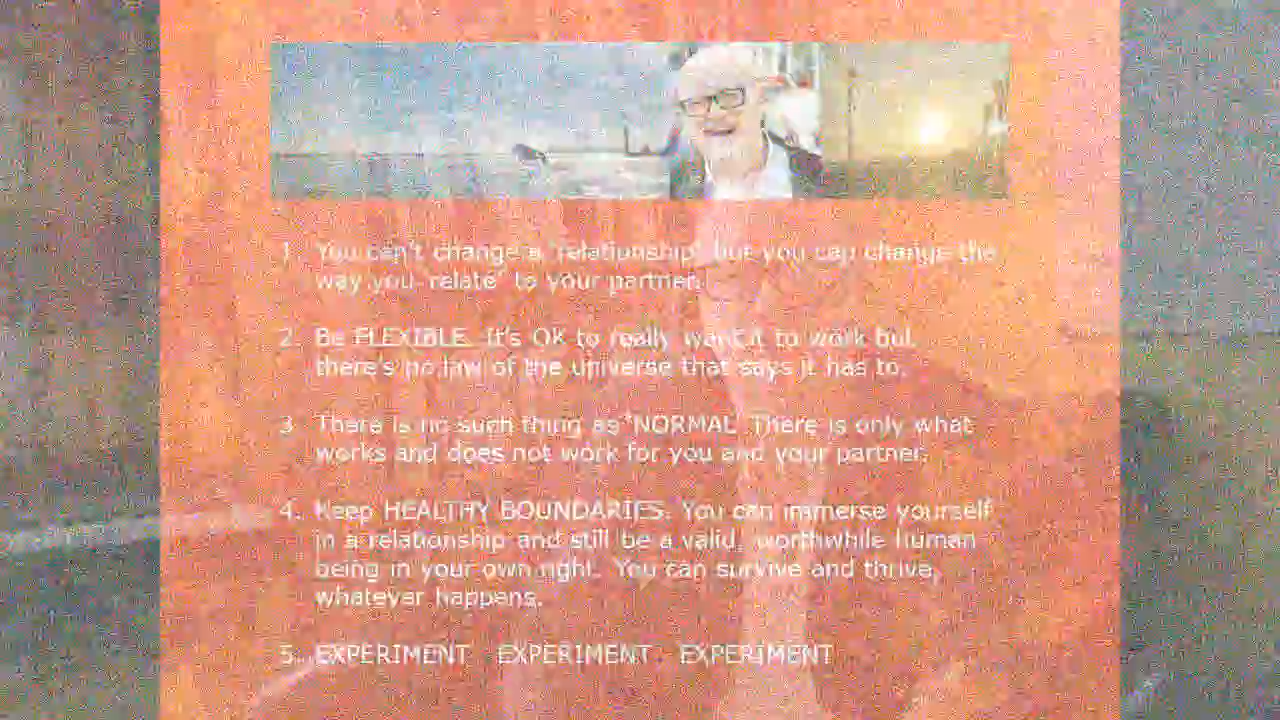 1. You can't change a 'relationship' but you can change the
way you 'relate' to your partner.
2. Be FLEXIBLE. It's OK to really want it to work but
there's no law of the universe that says it has to.
3. There is no such thing as 'NORMAL' There is only what
works and does not work for you and your partner.
4. Keep HEALTHY BOUNDARIES. You can immerse yourself
in a relationship and still be a valid, worthwhile human
being in your own right. You can survive and thrive,
whatever happens.
5. EXPERIMENT EXPERIMENT EXPERIMENT